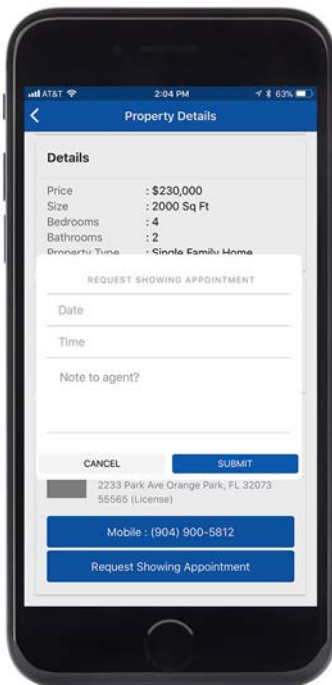 AT&T 2:04 PM 63%
Property Details
Details
Price : $230,000
Size : 2000 Sq Ft
Bedrooms : 4
Bathrooms : 2
Property Type : Single Family Home
REQUEST SHOWING APPOINTMENT
Date
Time
Note to agent?
CANCEL SUBMIT
2233 Park Ave Orange Park, FL 32073
55565 (License)
Mobile : (904) 900-5812
Request Showing Appointment